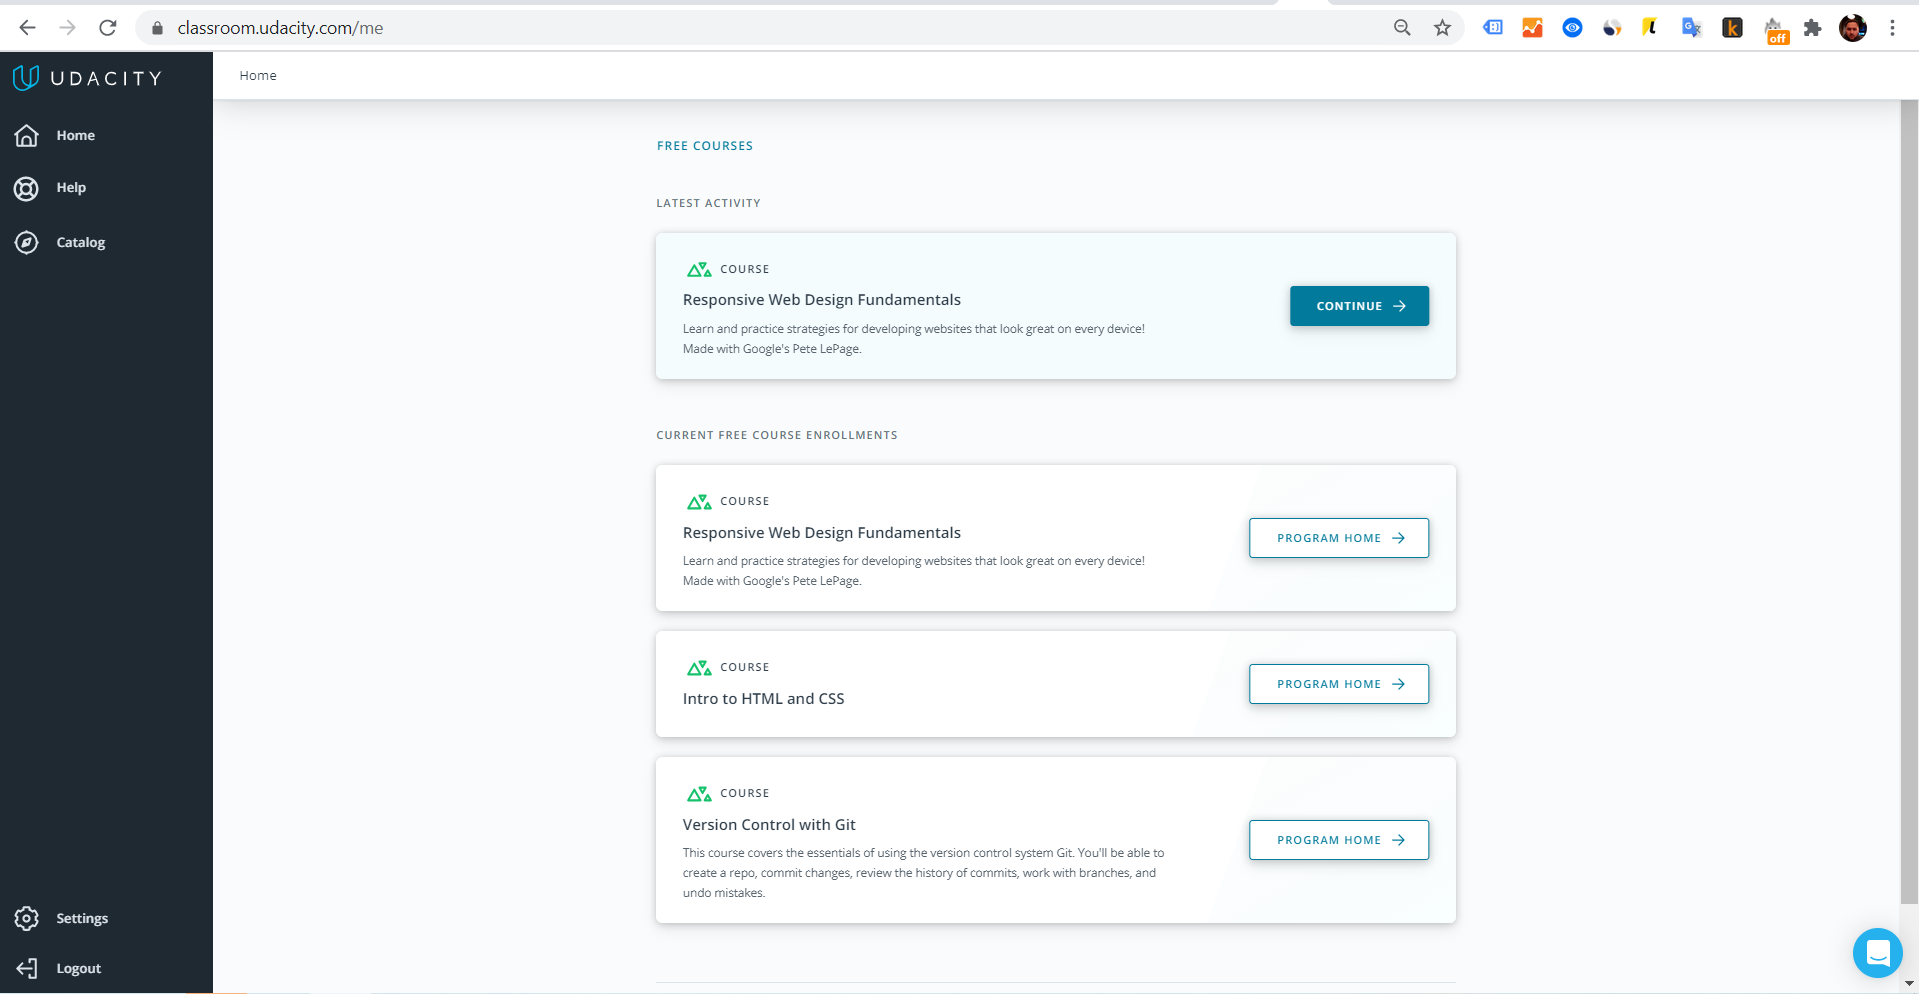 classroom.udacity.com/me
off
UDACITY
Home
Home
Help
Catalog
Settings
Logout
FREE COURSES
LATEST ACTIVITY
COURSE
Responsive Web Design Fundamentals
Learn and practice strategies for developing websites that look great on every device!
Made with Google's Pete LePage.
CONTINUE
CURRENT FREE COURSE ENROLLMENTS
COURSE
Responsive Web Design Fundamentals
Learn and practice strategies for developing websites that look great on every device!
Made with Google's Pete LePage.
PROGRAM HOME
COURSE
Intro to HTML and CSS
PROGRAM HOME
COURSE
Version Control with Git
This course covers the essentials of using the version control system Git. You'll be able to
create a repo, commit changes, review the history of commits, work with branches, and
undo mistakes.
PROGRAM HOME